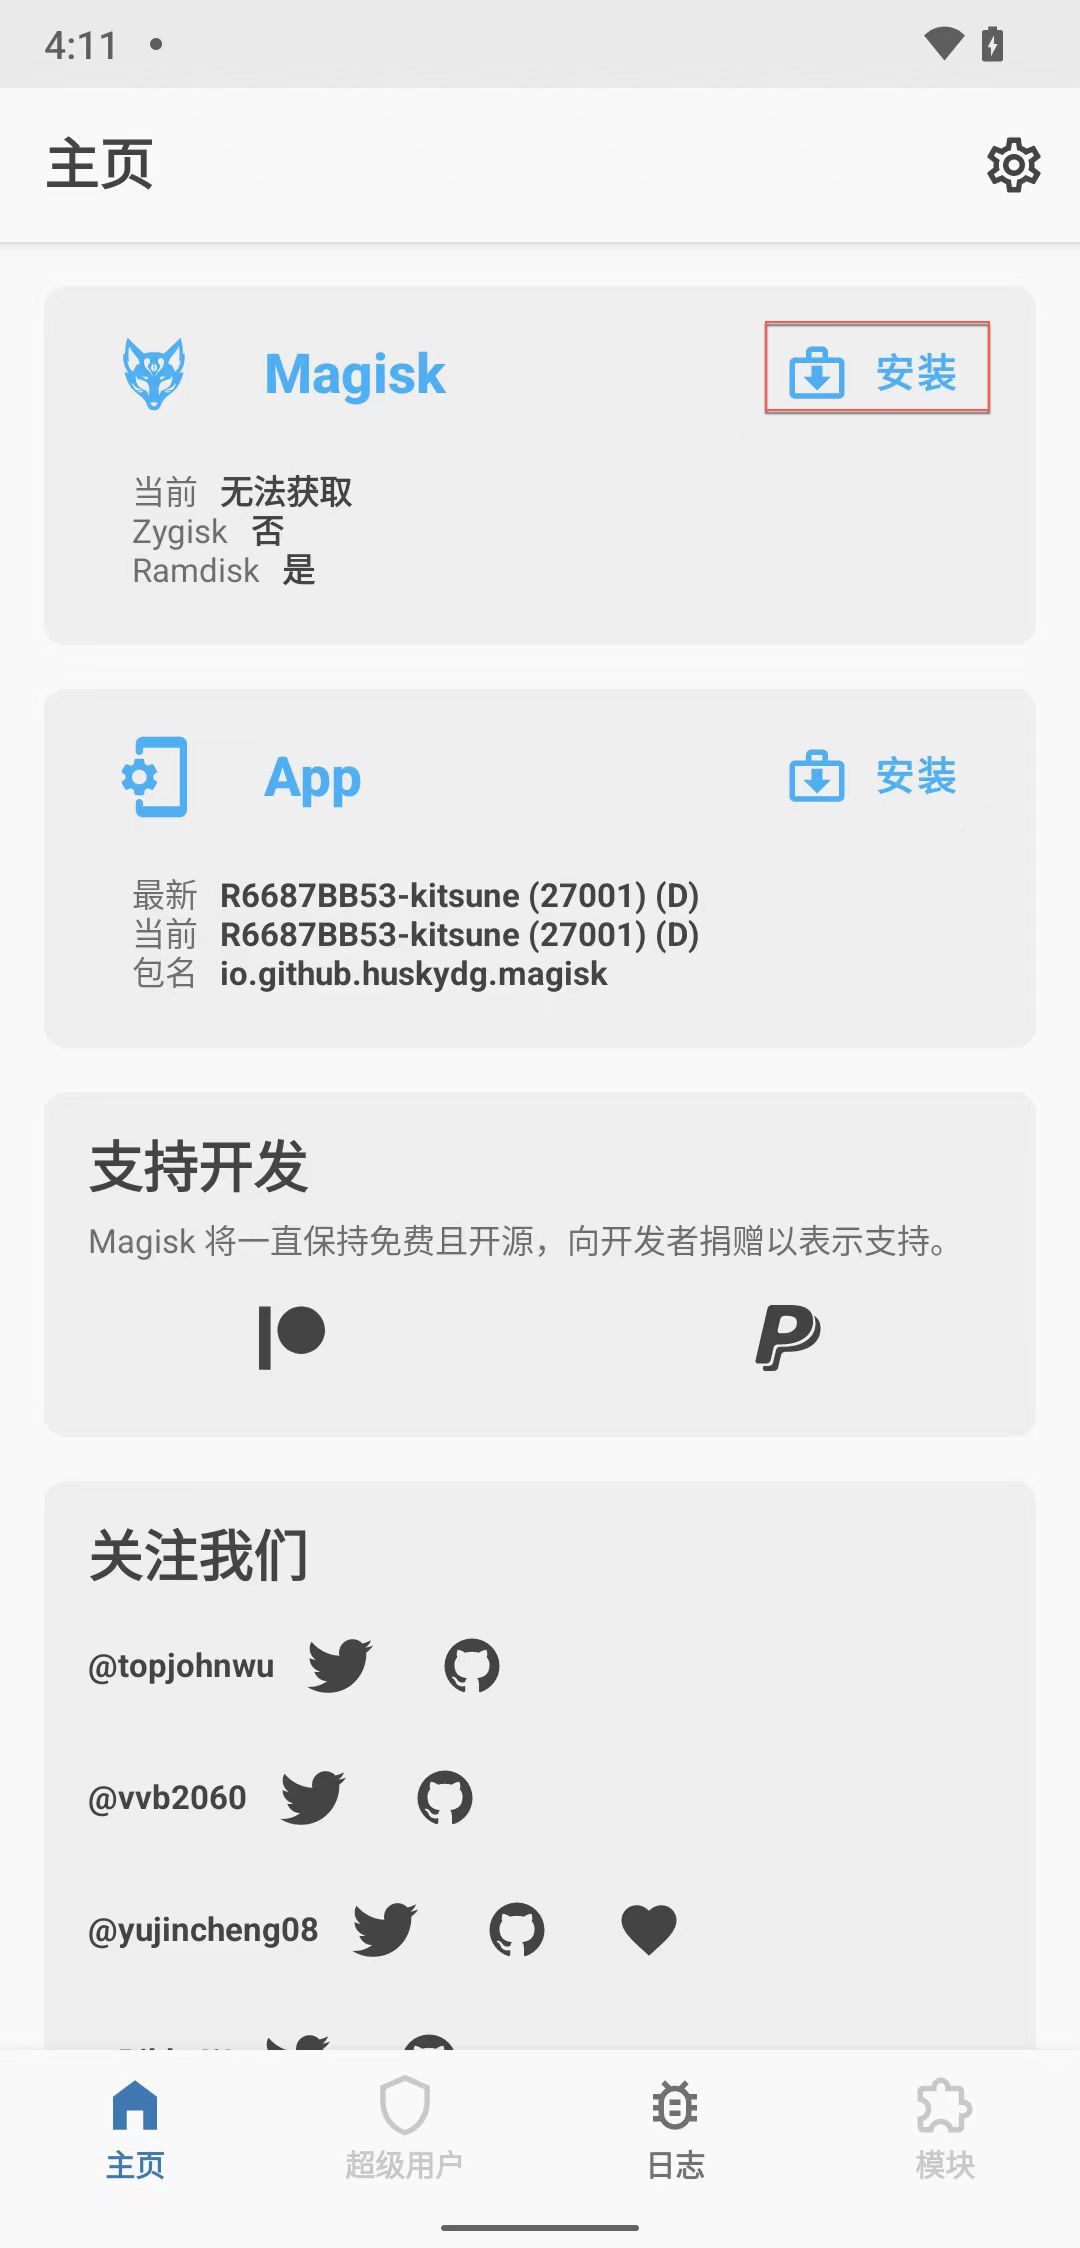 4:11
主页
Magisk
安装
当前 无法获取
Zygisk 否
Ramdisk 是
App
安装
最新 R6687BB53-kitsune (27001) (D)
当前 R6687BB53-kitsune (27001) (D)
包名 io.github.huskydg.magisk
支持开发
Magisk 将一直保持免费且开源，向开发者捐赠以表示支持。
关注我们
@topjohnwu
@vvb2060
@yujincheng08
主页
超级用户
日志
模块